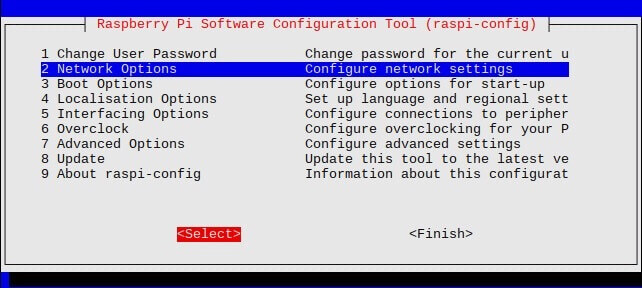 Raspberry Pi Software Configuration Tool (raspi-config)
1 Change User Password Change password for the current u
2 Network Options Configure network settings
3 Boot Options Configure options for start-up
4 Localisation Options Set up language and regional sett
5 Interfacing Options Configure connections to peripher
6 Overclock Configure overclocking for your P
7 Advanced Options Configure advanced settings
8 Update Update this tool to the latest ve
9 About raspi-config Information about this configurat
<Select> <Finish>